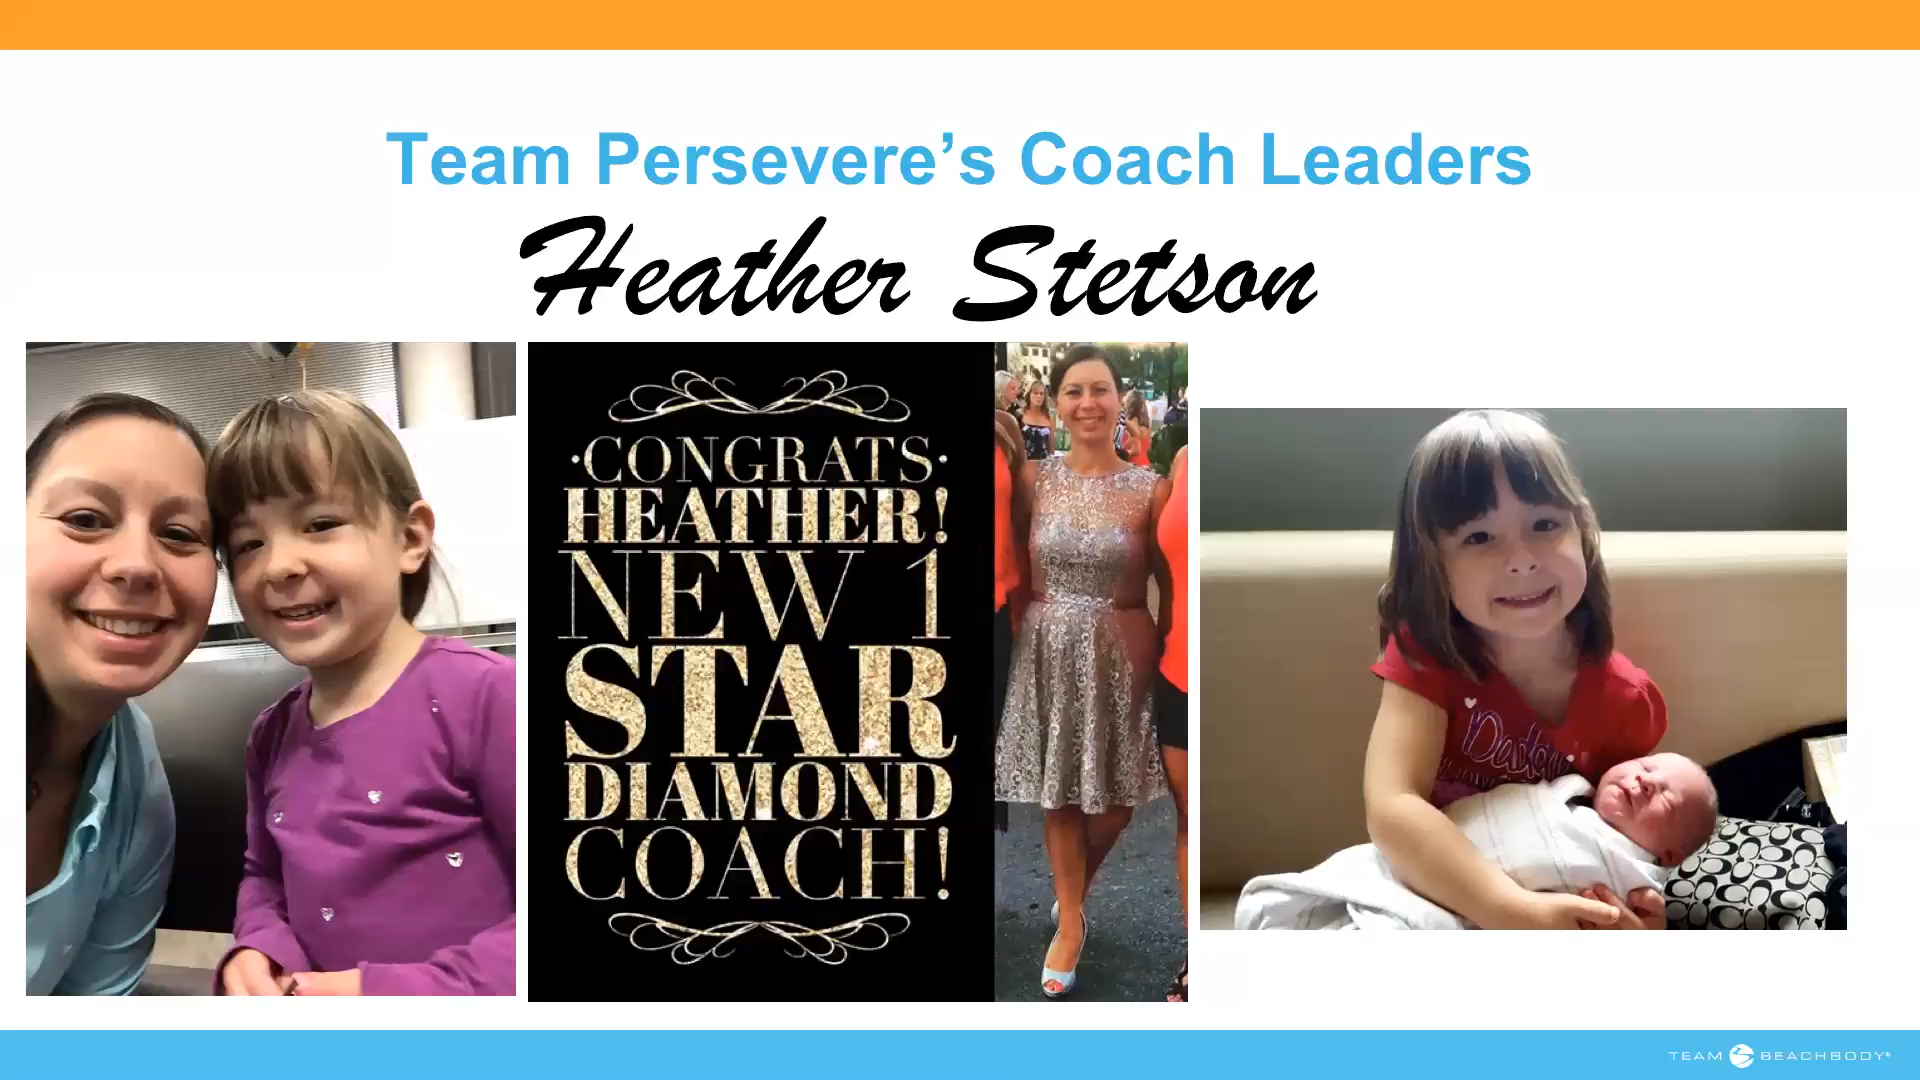 Team Persevere’s Coach Leaders
Heather Stetson
·CONGRATS·
HEATHER!
NEW 1
STAR
DIAMOND
COACH!
TEAM BEACHBODY®